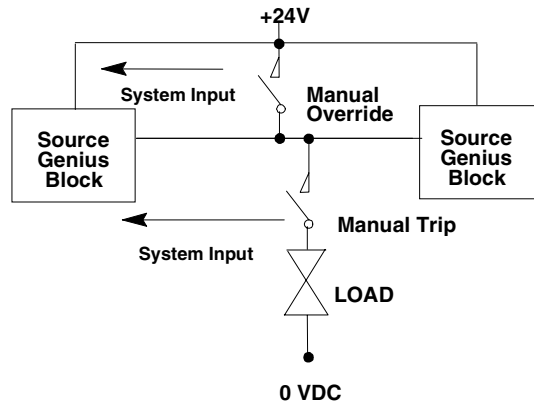 +24V
System Input
Manual
Override
Source
Genius
Block
Source
Genius
Block
Manual Trip
System Input
LOAD
0 VDC